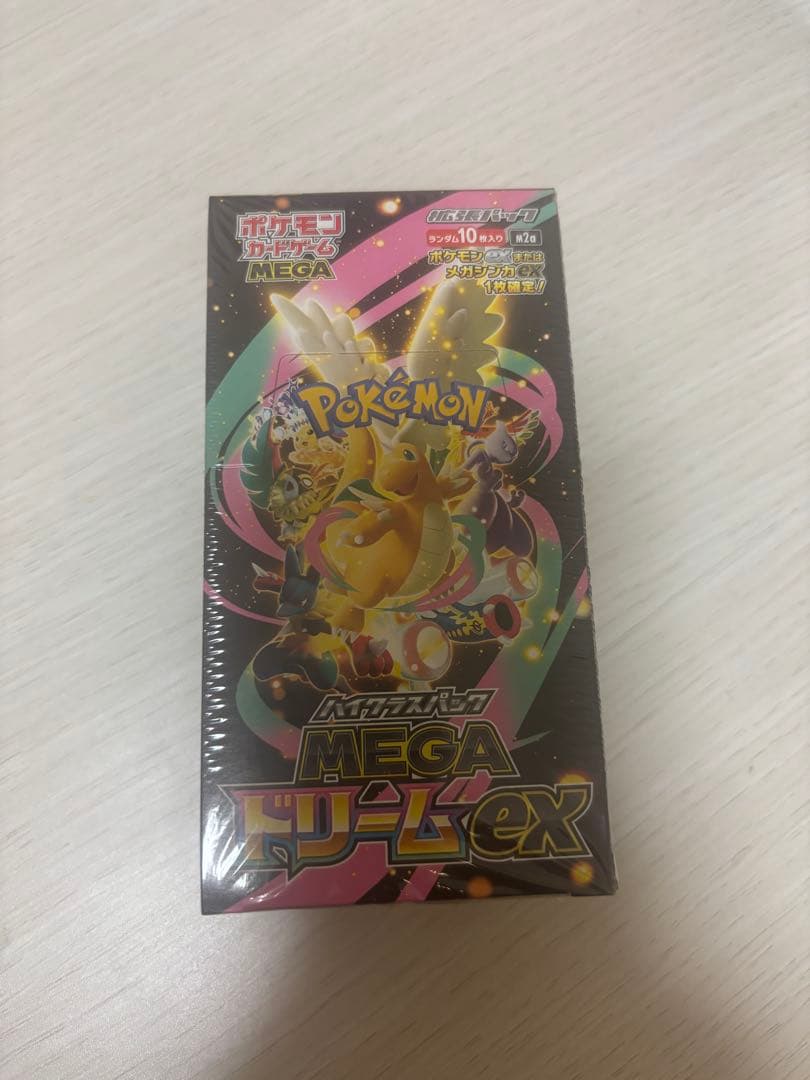 ポケモン
カードゲーム
MEGA
拡張パック
ランダム10枚入り M2a
ポケモンexまたは
メガシンカex
1枚確定!
POKéMON
ハイクラスパック
MEGA
ドリームex